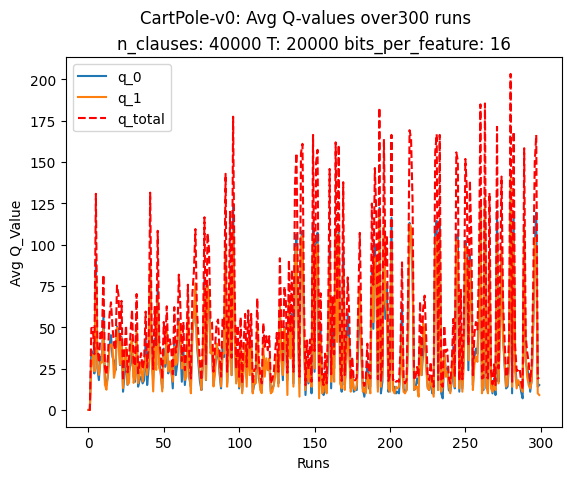 CartPole-v0: Avg Q-values over300 runs
n_clauses: 40000 T: 20000 bits_per_feature: 16
q_0
q_1
q_total
Avg Q_Value
200
175
150
125
100
75
50
25
0
0
50
100
150
200
250
300
Runs